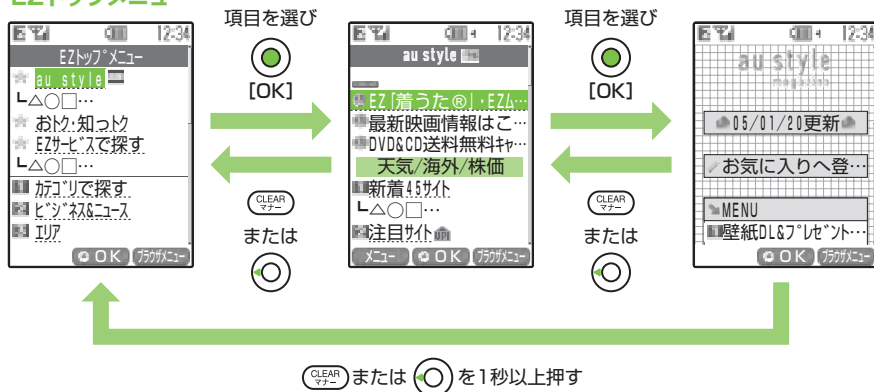 EZトップメニュー
12:34
EZトップメニュー
au style
┗△○□…
おトク・知っトク
EZサービスで探す
┗△○□…
カテゴリで探す
ビジネス&ニュース
エリア
OK ブラウザメニュー
項目を選び
[OK]
CLEAR
マナー
または
12:34
au style
EZ「着うた®」・EZム…
最新映画情報はこ…
DVD&CD送料無料キャ…
天気/海外/株価
新着45サイト
┗△○□…
注目サイト UP!
メニュー OK ブラウザメニュー
項目を選び
[OK]
CLEAR
マナー
または
12:34
au style
magazine
05/01/20更新
お気に入りへ登…
MENU
壁紙DL&プレゼント…
OK ブラウザメニュー
CLEAR
マナー
または を1秒以上押す